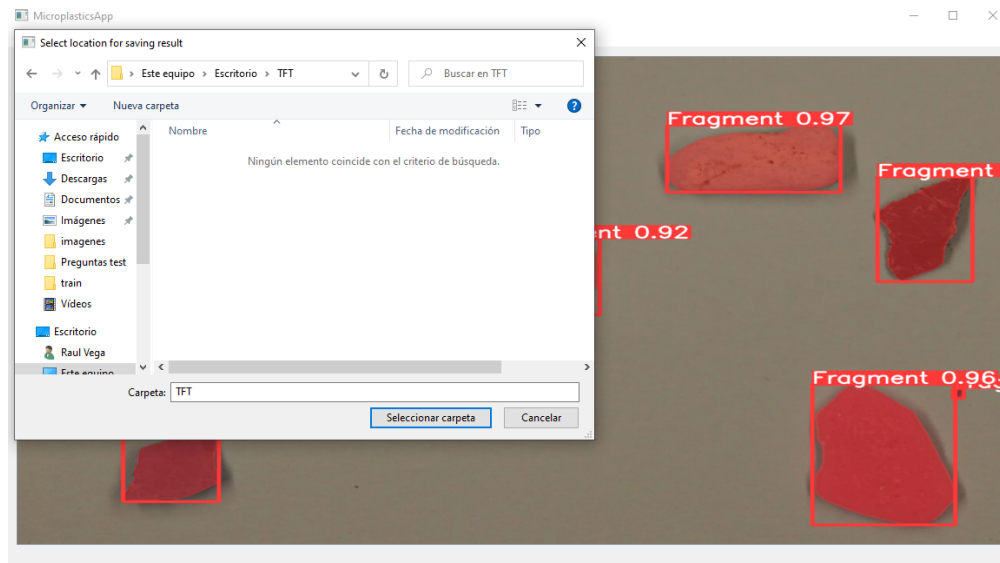 MicroplasticsApp
Select location for saving result
Este equipo › Escritorio › TFT
Buscar en TFT
Organizar
Nueva carpeta
Nombre
Fecha de modificación
Tipo
Ningún elemento coincide con el criterio de búsqueda.
Acceso rápido
Escritorio
Descargas
Documentos
Imágenes
imagenes
Preguntas test
train
Vídeos
Escritorio
Raul Vega
Este equipo
Carpeta: TFT
Seleccionar carpeta
Cancelar
Fragment 0.97
Fragment
nt 0.92
Fragment 0.96